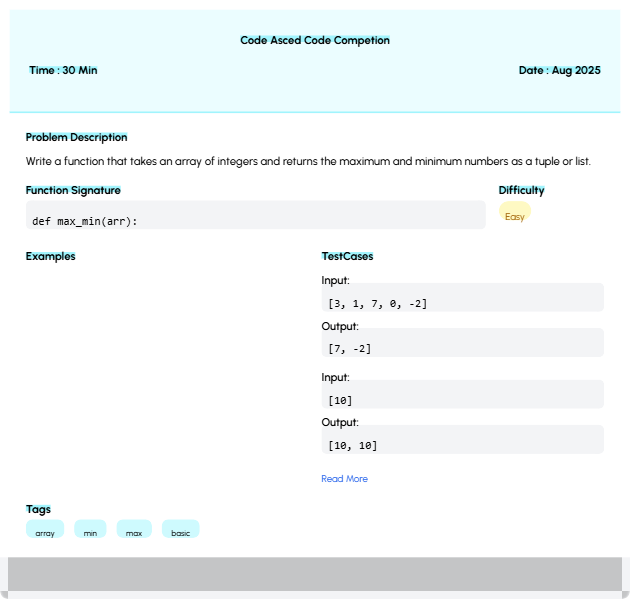 Code Asced Code Competion
Time : 30 Min
Date : Aug 2025
Problem Description
Write a function that takes an array of integers and returns the maximum and minimum numbers as a tuple or list.
Function Signature
def max_min(arr):
Difficulty
Easy
Examples
TestCases
Input:
[3, 1, 7, 0, -2]
Output:
[7, -2]
Input:
[10]
Output:
[10, 10]
Read More
Tags
array
min
max
basic